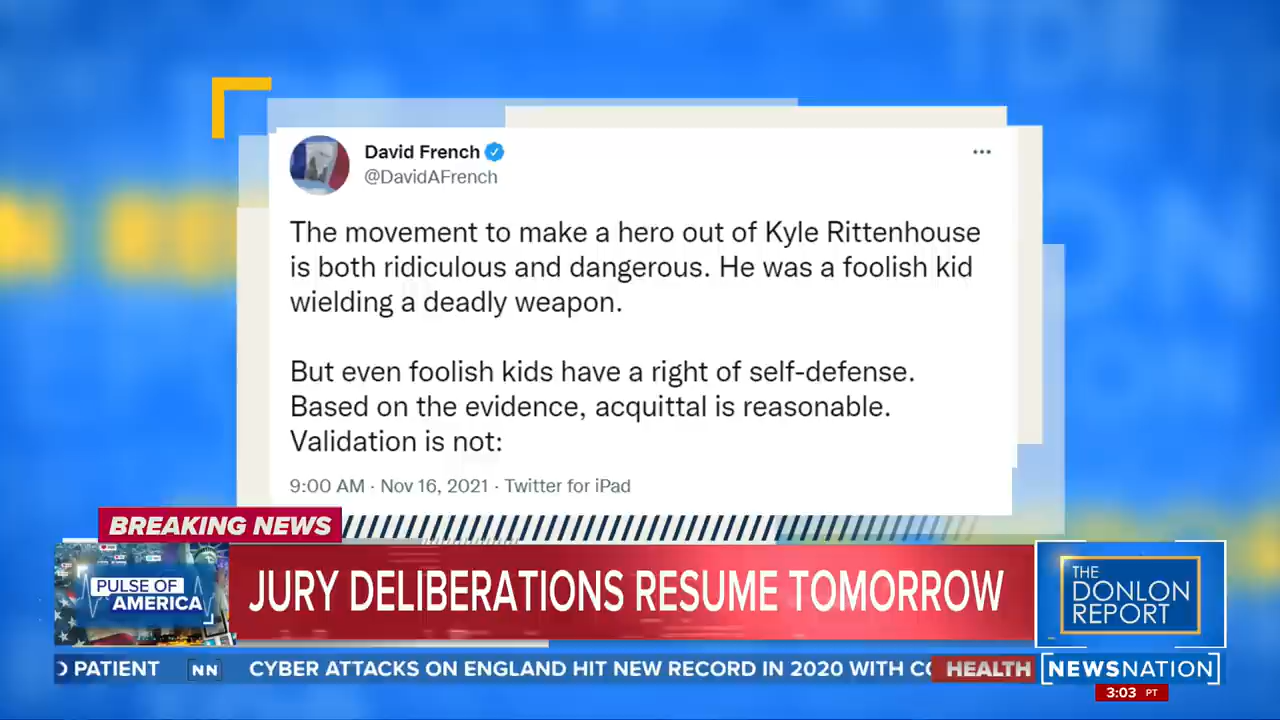 David French
@DavidAFrench
The movement to make a hero out of Kyle Rittenhouse
is both ridiculous and dangerous. He was a foolish kid
wielding a deadly weapon.
But even foolish kids have a right of self-defense.
Based on the evidence, acquittal is reasonable.
Validation is not:
9:00 AM · Nov 16, 2021 · Twitter for iPad
BREAKING NEWS
PULSE OF
AMERICA
JURY DELIBERATIONS RESUME TOMORROW
THE
DONLON
REPORT
PATIENT NN CYBER ATTACKS ON ENGLAND HIT NEW RECORD IN 2020 WITH HEALTH NEWSNATION
3:03 PT